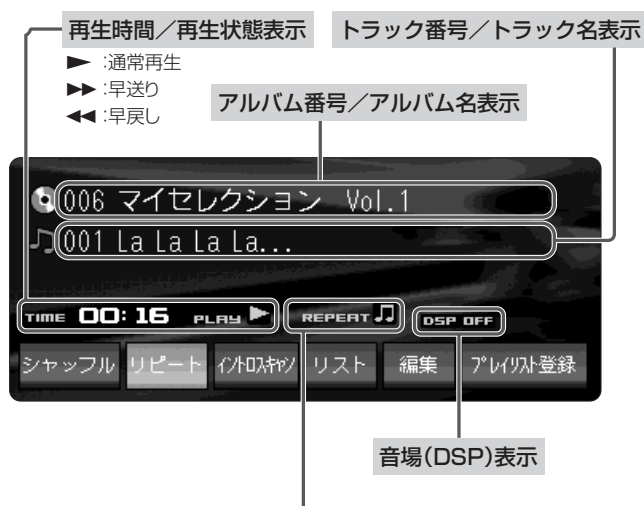 再生時間／再生状態表示
トラック番号／トラック名表示
▶ :通常再生
▶▶ :早送り
◀◀ :早戻し
アルバム番号／アルバム名表示
006 マイセレクション Vol.1
001 La La La La...
TIME 00:16 PLAY ▶
REPEAT ♫
DSP OFF
シャッフル
リピート
ｲﾝﾄﾛｽｷｬﾝ
リスト
編集
ﾌﾟﾚｲﾘｽﾄ登録
音場(DSP)表示